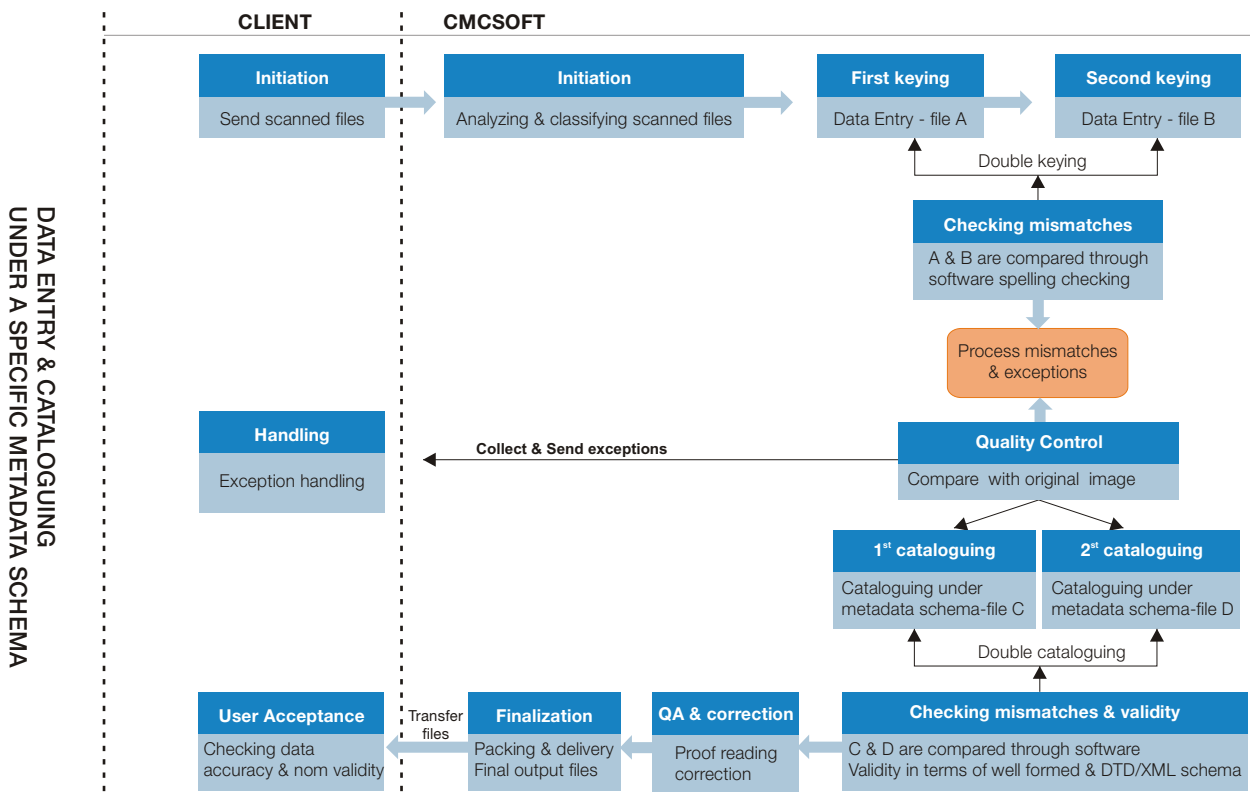 CLIENT
CMCSOFT
DATA ENTRY & CATALOGUING
UNDER A SPECIFIC METADATA SCHEMA
Initiation
Send scanned files
Initiation
Analyzing & classifying scanned files
First keying
Data Entry - file A
Second keying
Data Entry - file B
Double keying
Checking mismatches
A & B are compared through
software spelling checking
Process mismatches
& exceptions
Handling
Exception handling
Collect & Send exceptions
Quality Control
Compare with original image
1st cataloguing
Cataloguing under
metadata schema-file C
2st cataloguing
Cataloguing under
metadata schema-file D
Double cataloguing
User Acceptance
Checking data
accuracy & nom validity
Transfer
files
Finalization
Packing & delivery
Final output files
QA & correction
Proof reading
correction
Checking mismatches & validity
C & D are compared through software
Validity in terms of well formed & DTD/XML schema